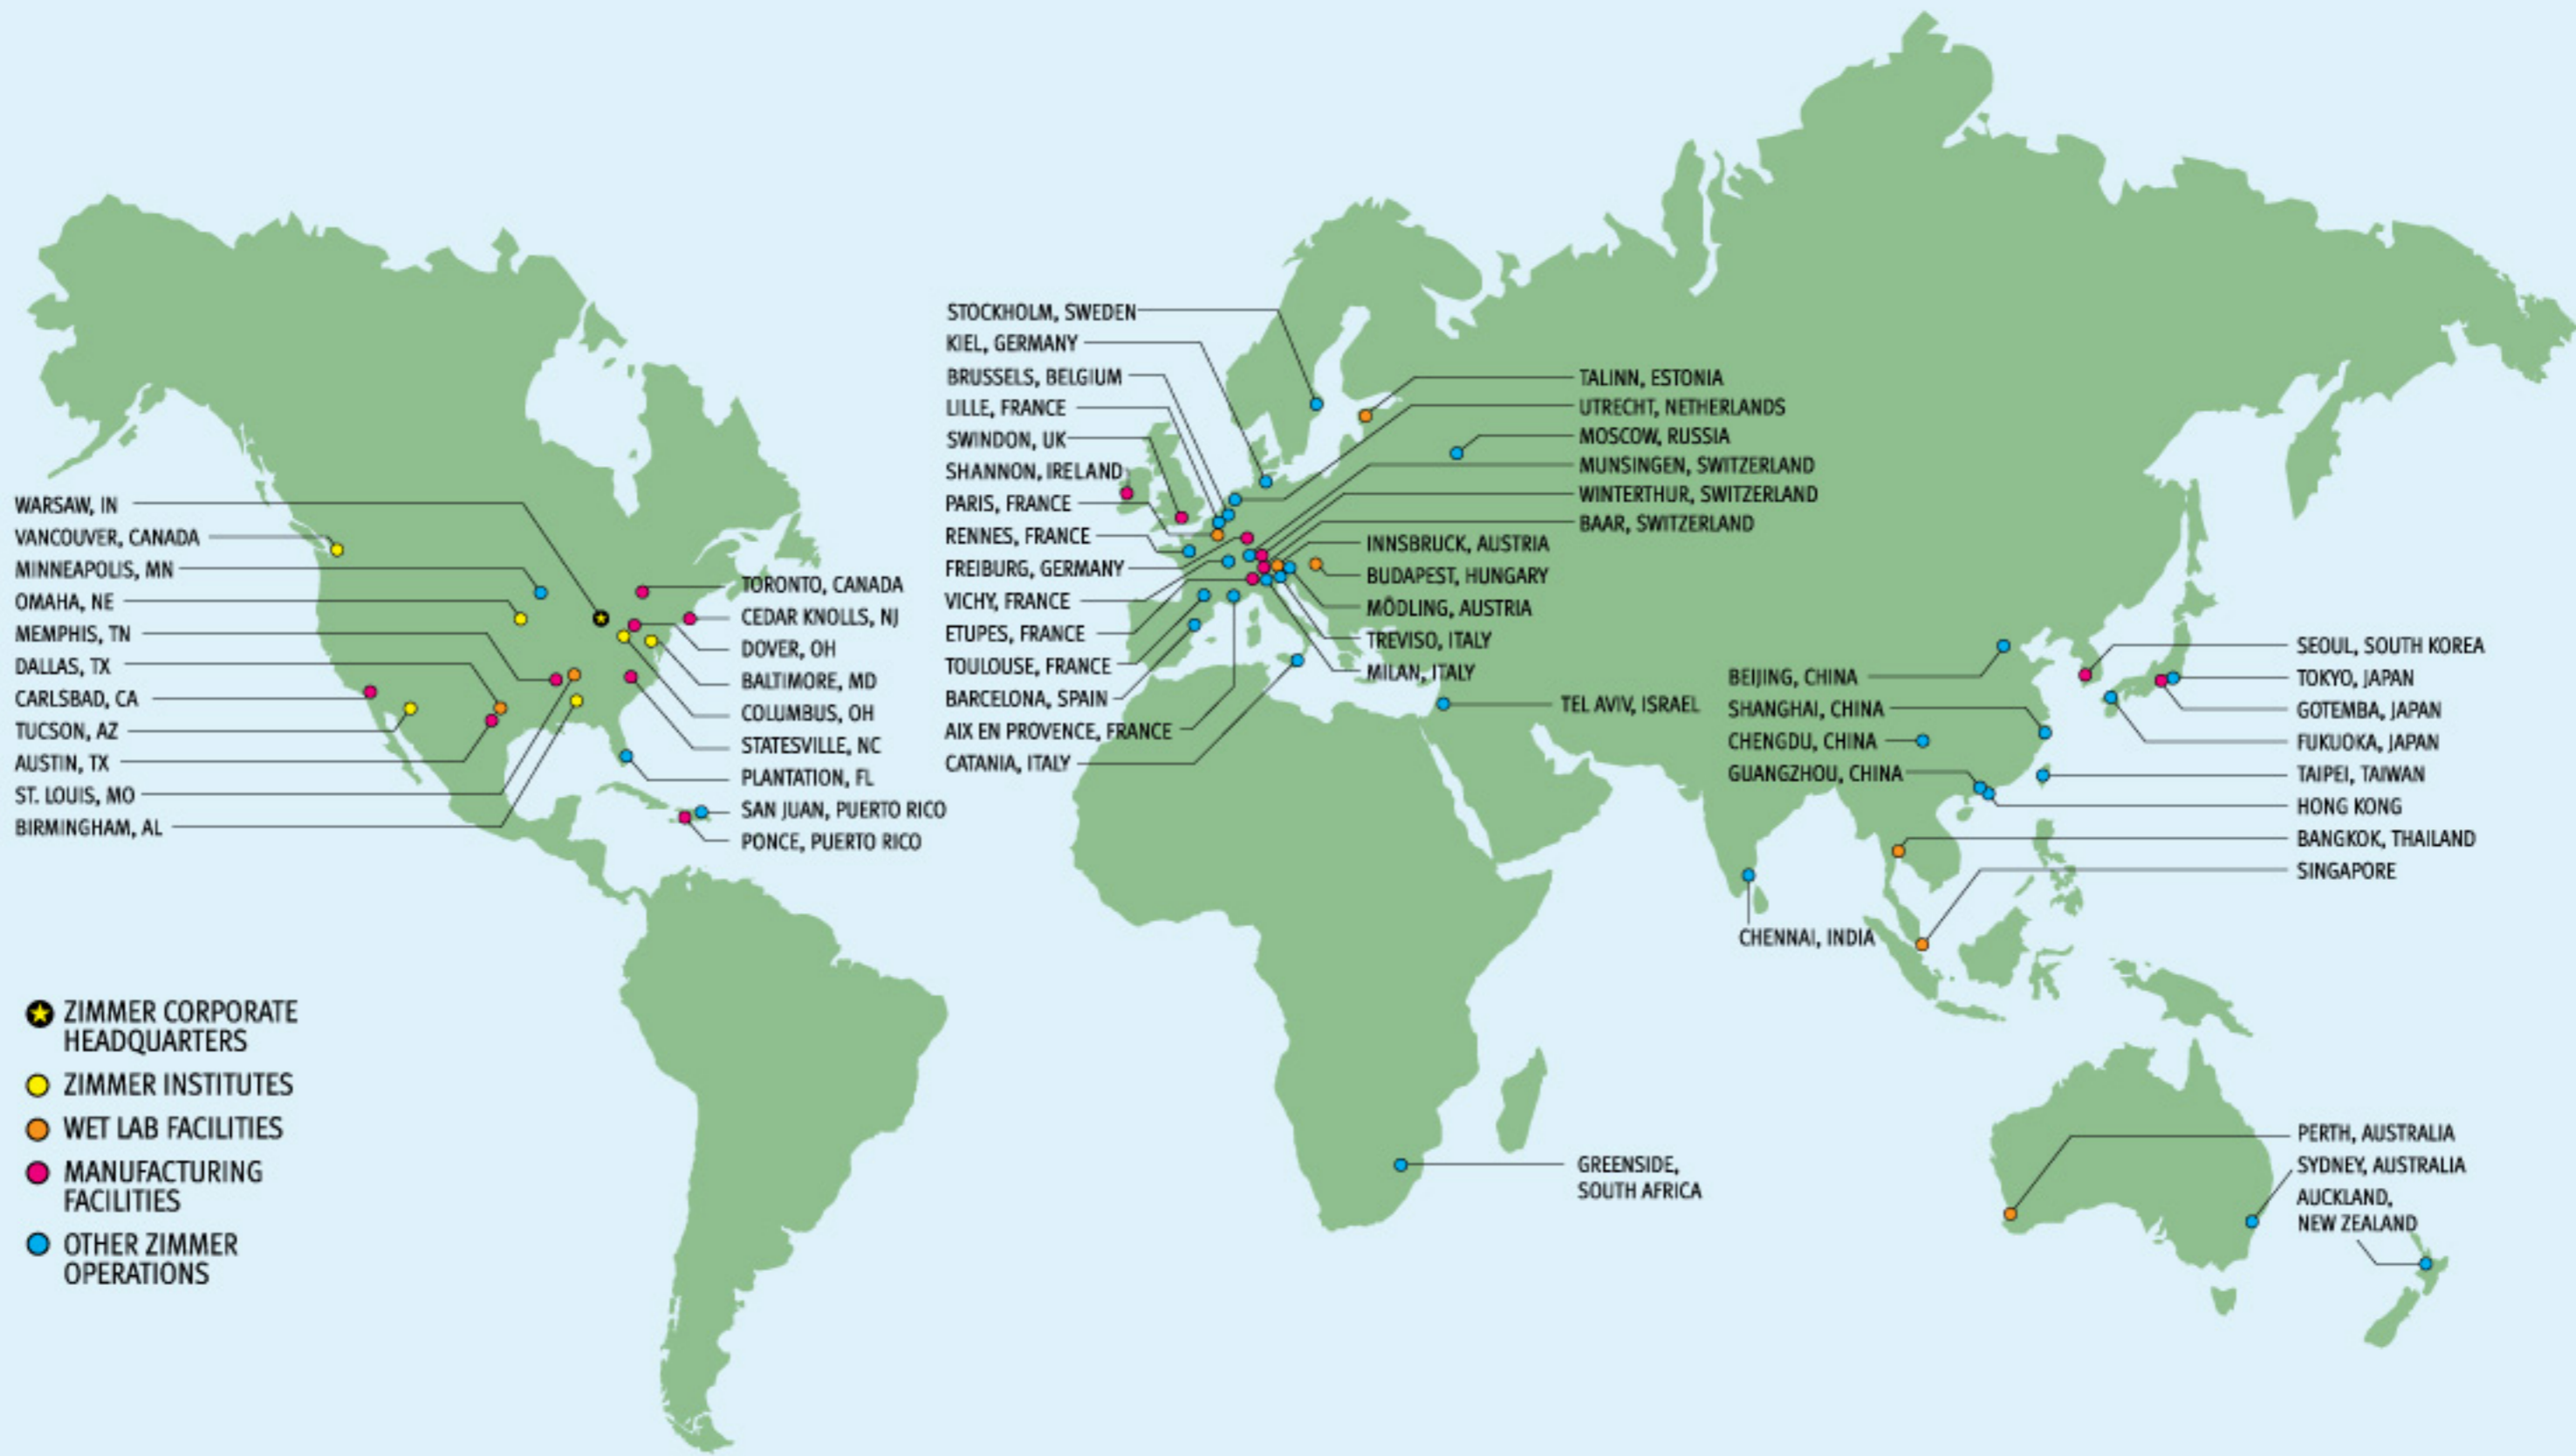 WARSAW, IN
VANCOUVER, CANADA
MINNEAPOLIS, MN
OMAHA, NE
MEMPHIS, TN
DALLAS, TX
CARLSBAD, CA
TUCSON, AZ
AUSTIN, TX
ST. LOUIS, MO
BIRMINGHAM, AL
TORONTO, CANADA
CEDAR KNOLLS, NJ
DOVER, OH
BALTIMORE, MD
COLUMBUS, OH
STATESVILLE, NC
PLANTATION, FL
SAN JUAN, PUERTO RICO
PONCE, PUERTO RICO
STOCKHOLM, SWEDEN
KIEL, GERMANY
BRUSSELS, BELGIUM
LILLE, FRANCE
SWINDON, UK
SHANNON, IRELAND
PARIS, FRANCE
RENNES, FRANCE
FREIBURG, GERMANY
VICHY, FRANCE
ETUPES, FRANCE
TOULOUSE, FRANCE
BARCELONA, SPAIN
AIX EN PROVENCE, FRANCE
CATANIA, ITALY
TALINN, ESTONIA
UTRECHT, NETHERLANDS
MOSCOW, RUSSIA
MUNSINGEN, SWITZERLAND
WINTERTHUR, SWITZERLAND
BAAR, SWITZERLAND
INNSBRUCK, AUSTRIA
BUDAPEST, HUNGARY
MÖDLING, AUSTRIA
TREVISO, ITALY
MILAN, ITALY
TEL AVIV, ISRAEL
BEIJING, CHINA
SHANGHAI, CHINA
CHENGDU, CHINA
GUANGZHOU, CHINA
SEOUL, SOUTH KOREA
TOKYO, JAPAN
GOTEMBA, JAPAN
FUKUOKA, JAPAN
TAIPEI, TAIWAN
HONG KONG
BANGKOK, THAILAND
SINGAPORE
CHENNAI, INDIA
GREENSIDE,
SOUTH AFRICA
PERTH, AUSTRALIA
SYDNEY, AUSTRALIA
AUCKLAND,
NEW ZEALAND
ZIMMER CORPORATE
HEADQUARTERS
ZIMMER INSTITUTES
WET LAB FACILITIES
MANUFACTURING
FACILITIES
OTHER ZIMMER
OPERATIONS